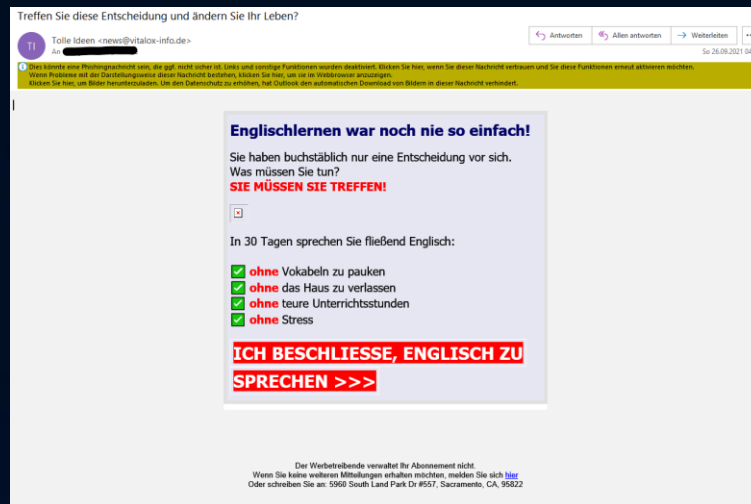 Treffen Sie diese Entscheidung und ändern Sie Ihr Leben?
TI
Tolle Ideen <news@vitalox-info.de>
An
Antworten
Allen antworten
Weiterleiten
So 26.09.2021 04
Dies könnte eine Phishingnachricht sein, die ggf. nicht sicher ist. Links und sonstige Funktionen wurden deaktiviert. Klicken Sie hier, wenn Sie dieser Nachricht vertrauen und Sie diese Funktionen erneut aktivieren möchten.
Wenn Probleme mit der Darstellungsweise dieser Nachricht bestehen, klicken Sie hier, um sie im Webbrowser anzuzeigen.
Klicken Sie hier, um Bilder herunterzuladen. Um den Datenschutz zu erhöhen, hat Outlook den automatischen Download von Bildern in dieser Nachricht verhindert.
Englischlernen war noch nie so einfach!
Sie haben buchstäblich nur eine Entscheidung vor sich.
Was müssen Sie tun?
SIE MÜSSEN SIE TREFFEN!
In 30 Tagen sprechen Sie fließend Englisch:
ohne Vokabeln zu pauken
ohne das Haus zu verlassen
ohne teure Unterrichtsstunden
ohne Stress
ICH BESCHLIESSE, ENGLISCH ZU
SPRECHEN >>>
Der Werbetreibende verwaltet Ihr Abonnement nicht.
Wenn Sie keine weiteren Mitteilungen erhalten möchten, melden Sie sich hier
Oder schreiben Sie an: 5960 South Land Park Dr #557, Sacramento, CA, 95822